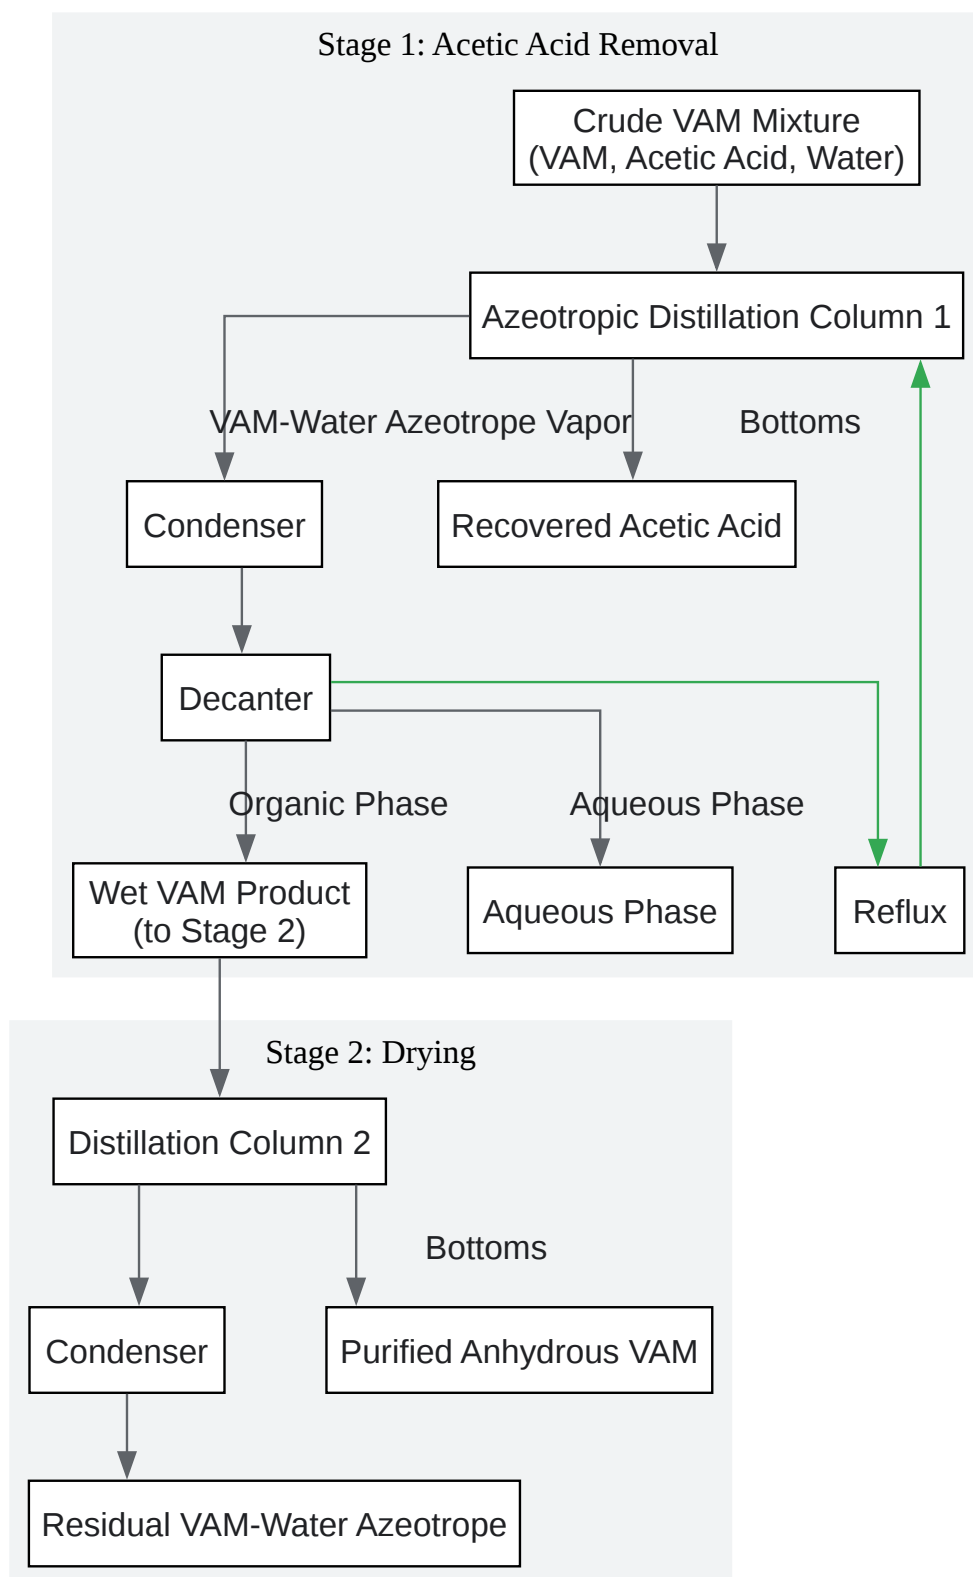 Stage 1: Acetic Acid Removal
Crude VAM Mixture
(VAM, Acetic Acid, Water)
Azeotropic Distillation Column 1
VAM-Water Azeotrope Vapor
Bottoms
Condenser
Recovered Acetic Acid
Decanter
Organic Phase
Aqueous Phase
Wet VAM Product
(to Stage 2)
Aqueous Phase
Reflux
Stage 2: Drying
Distillation Column 2
Bottoms
Condenser
Purified Anhydrous VAM
Residual VAM-Water Azeotrope